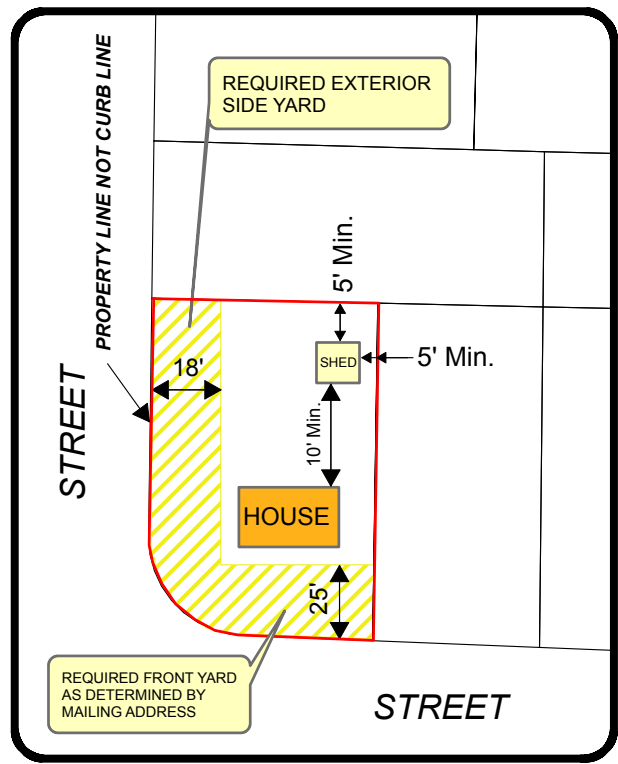 REQUIRED EXTERIOR
SIDE YARD
PROPERTY LINE NOT CURB LINE
5' Min.
18'
SHED
5' Min.
STREET
10' Min.
HOUSE
25'
REQUIRED FRONT YARD
AS DETERMINED BY
MAILING ADDRESS
STREET